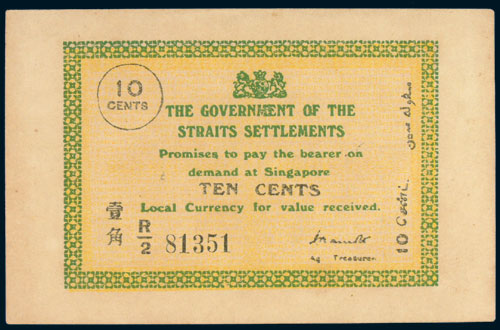 10
CENTS
THE GOVERNMENT OF THE
STRAITS SETTLEMENTS
Promises to pay the bearer on
demand at Singapore
TEN CENTS
Local Currency for value received.
壹角
R/2 81351
Ag Treasurer
10